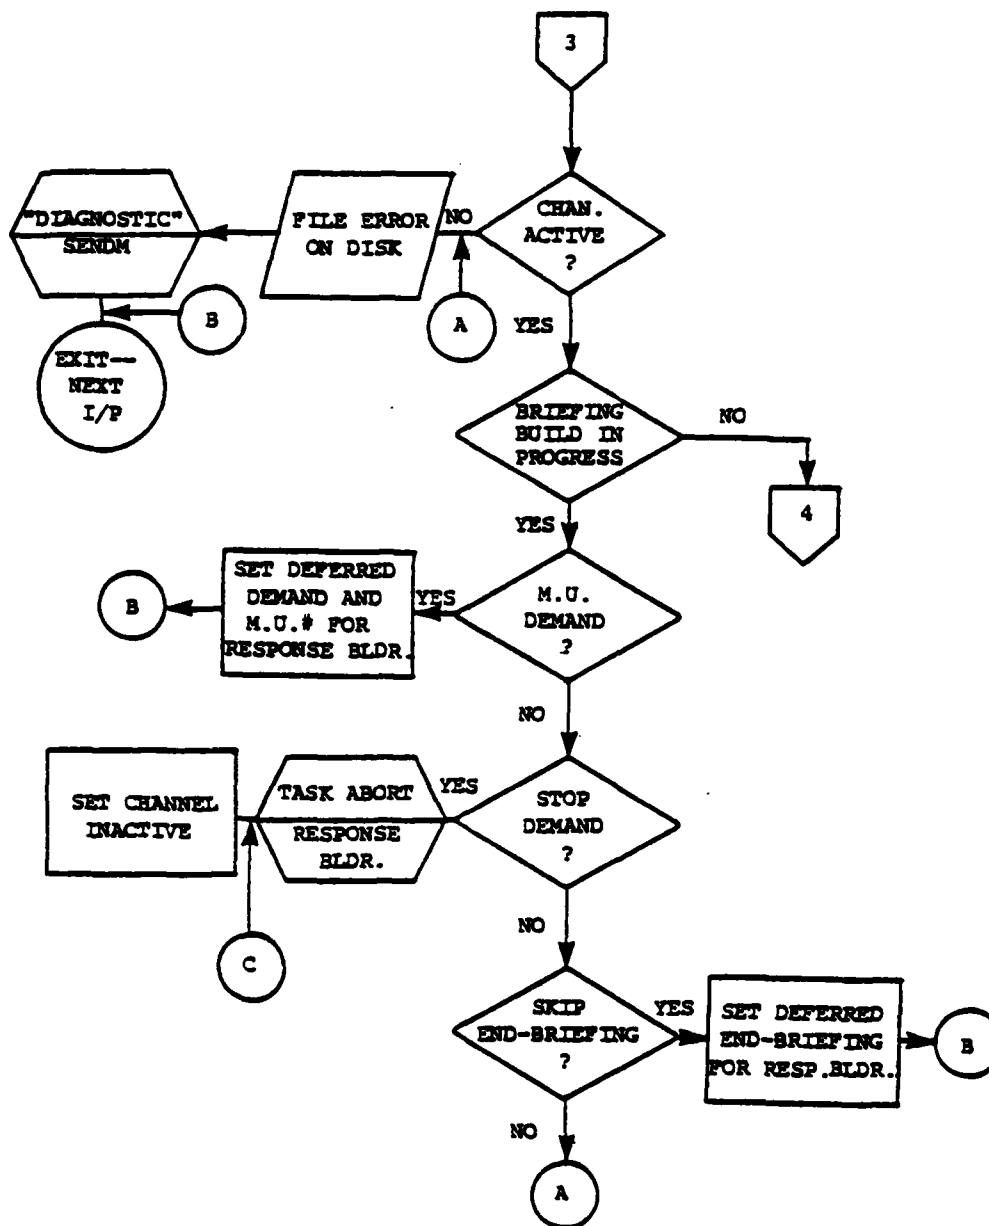 3
CHAN.
ACTIVE
?
NO
FILE ERROR
ON DISK
"DIAGNOSTIC"
SENDM
B
A
EXIT--
NEXT
I/P
YES
BRIEFING
BUILD IN
PROGRESS
NO
4
YES
M.U.
DEMAND
?
YES
SET DEFERRED
DEMAND AND
M.U.# FOR
RESPONSE BLDR.
B
NO
STOP
DEMAND
?
YES
TASK ABORT
RESPONSE
BLDR.
SET CHANNEL
INACTIVE
C
NO
SKIP
END-BRIEFING
?
YES
SET DEFERRED
END-BRIEFING
FOR RESP.BLDR.
B
NO
A